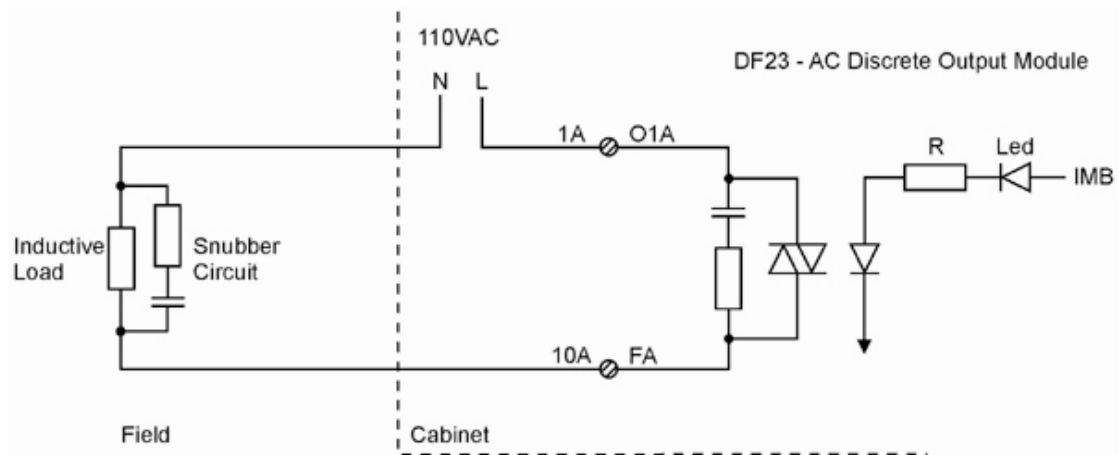 110VAC
DF23 - AC Discrete Output Module
N L
1A O1A
R Led
IMB
Inductive
Load
Snubber
Circuit
10A FA
Field
Cabinet